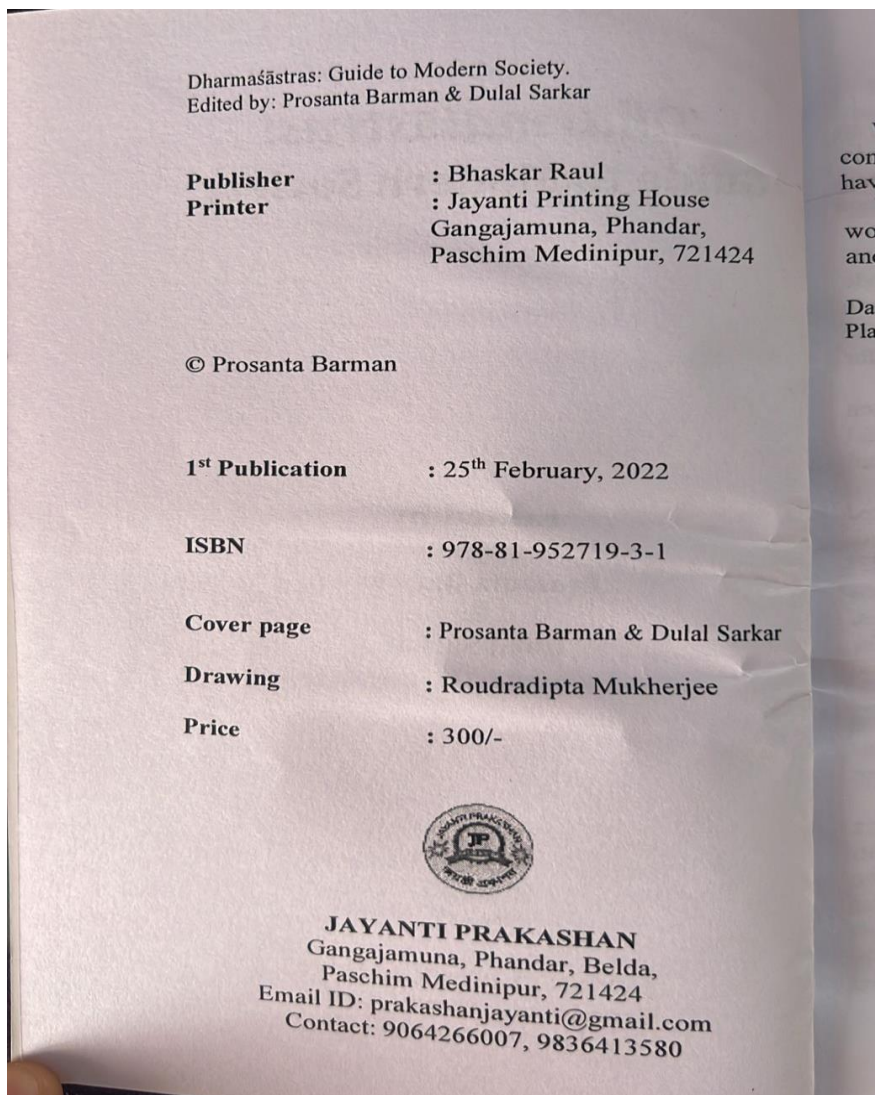 Dharmaśāstras: Guide to Modern Society.
Edited by: Prosanta Barman & Dulal Sarkar
Publisher : Bhaskar Raul
Printer : Jayanti Printing House
Gangajamuna, Phandar,
Paschim Medinipur, 721424
© Prosanta Barman
1st Publication : 25th February, 2022
ISBN : 978-81-952719-3-1
Cover page : Prosanta Barman & Dulal Sarkar
Drawing : Roudradipta Mukherjee
Price : 300/-
JAYANTI PRAKASHAN
JP
JAYANTI PRAKASHAN
Gangajamuna, Phandar, Belda,
Paschim Medinipur, 721424
Email ID: prakashanjayanti@gmail.com
Contact: 9064266007, 9836413580